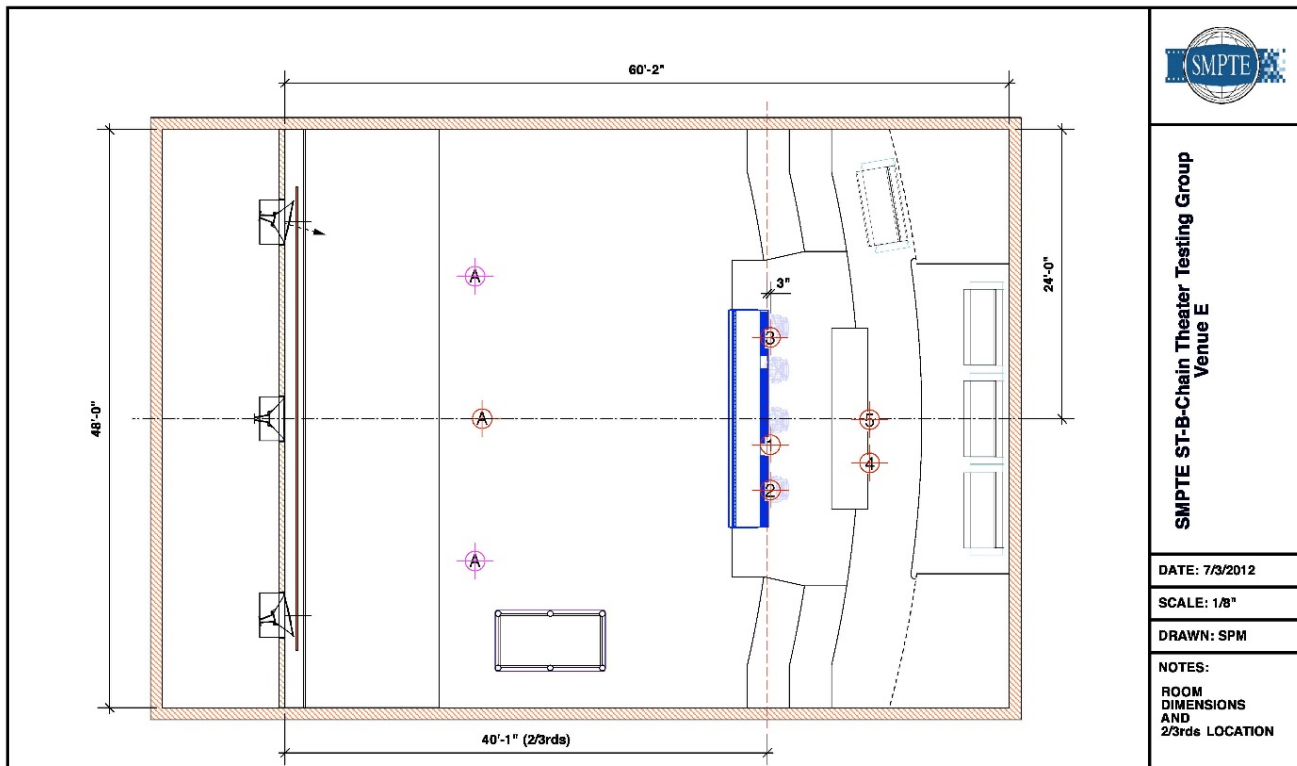 60'-2"
SMPTE
A
3"
24'-0"
3
48'-0"
A
5
1
4
2
A
40'-1" (2/3rds)
SMPTE ST-B-Chain Theater Testing Group
Venue E
DATE: 7/3/2012
SCALE: 1/8"
DRAWN: SPM
NOTES:
ROOM
DIMENSIONS
AND
2/3rds LOCATION